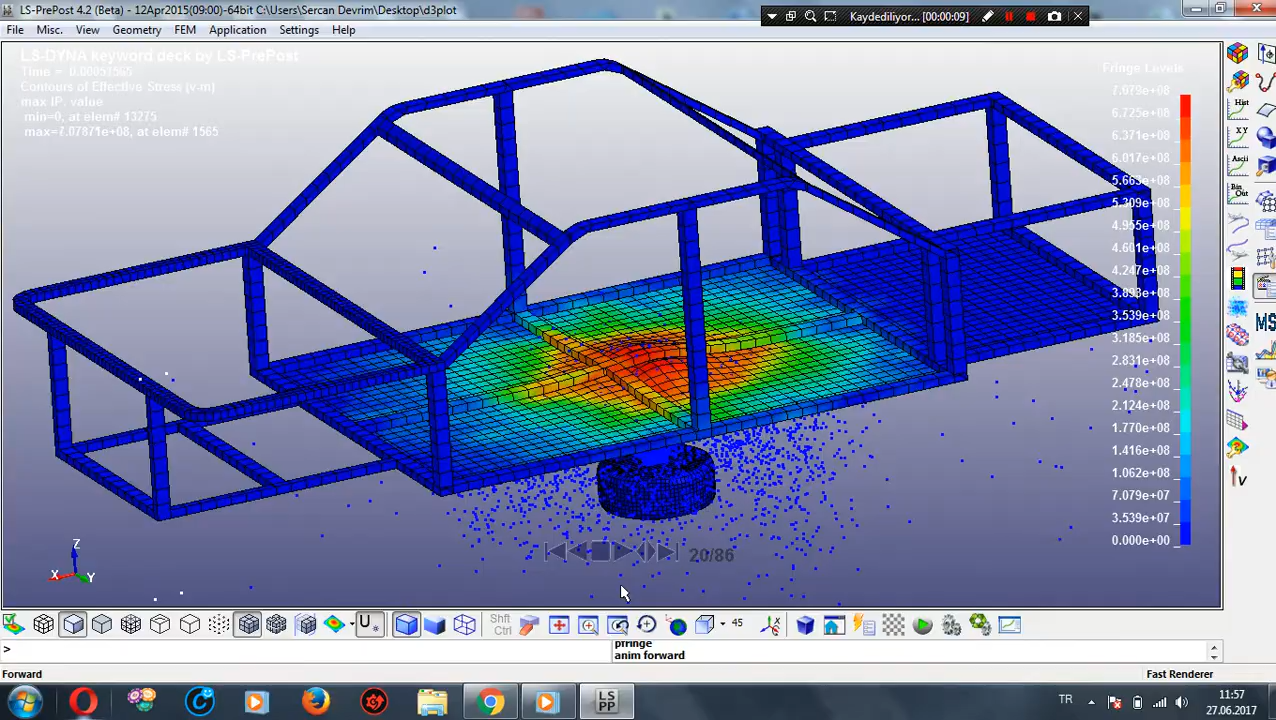 LS-PrePost 4.2 (Beta) - 12Apr2015(09:00)-64bit C:\Users\Sercan Devrim\Desktop\d3plot
Kaydediliyor... [00:00:09]
File Misc. View Geometry FEM Application Settings Help
LS-DYNA keyword deck by LS-PrePost
Time = 0.00051565
Contours of Effective Stress (v-m)
max IP. value
min=0, at elem# 13275
max=7.07871e+08, at elem# 1565
Fringe Levels
7.079e+08
6.725e+08
6.371e+08
6.017e+08
5.663e+08
5.309e+08
4.955e+08
4.601e+08
4.247e+08
3.893e+08
3.539e+08
3.185e+08
2.831e+08
2.478e+08
2.124e+08
1.770e+08
1.416e+08
1.062e+08
7.079e+07
3.539e+07
0.000e+00
Hist
X Y
Ascii
Bin
Out
MS
V
Z
X
Y
20/86
U
Shft
Ctrl
45
>
pfringe
anim forward
Forward
Fast Renderer
LS
PP
TR
11:57
27.06.2017